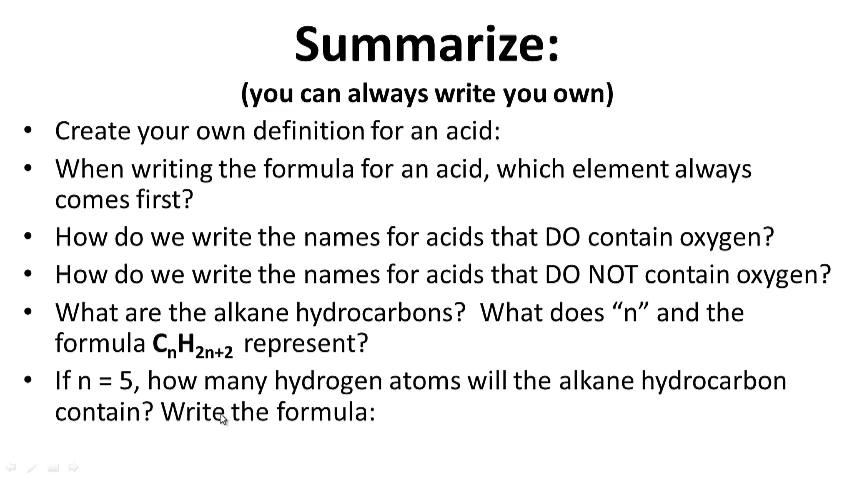 Summarize:
(you can always write you own)
• Create your own definition for an acid:
• When writing the formula for an acid, which element always
comes first?
• How do we write the names for acids that DO contain oxygen?
• How do we write the names for acids that DO NOT contain oxygen?
• What are the alkane hydrocarbons?  What does “n” and the
formula CₙH₂ₙ₊₂ represent?
• If n = 5, how many hydrogen atoms will the alkane hydrocarbon
contain? Write the formula: